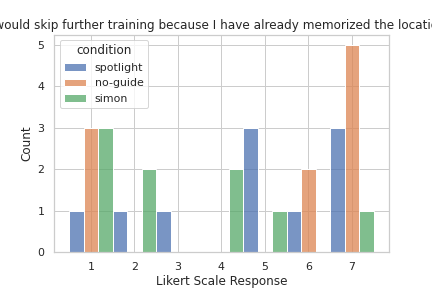 would skip further training because I have already memorized the locati
condition
spotlight
no-guide
simon
Count
5
4
3
2
1
0
1 2 3 4 5 6 7
Likert Scale Response